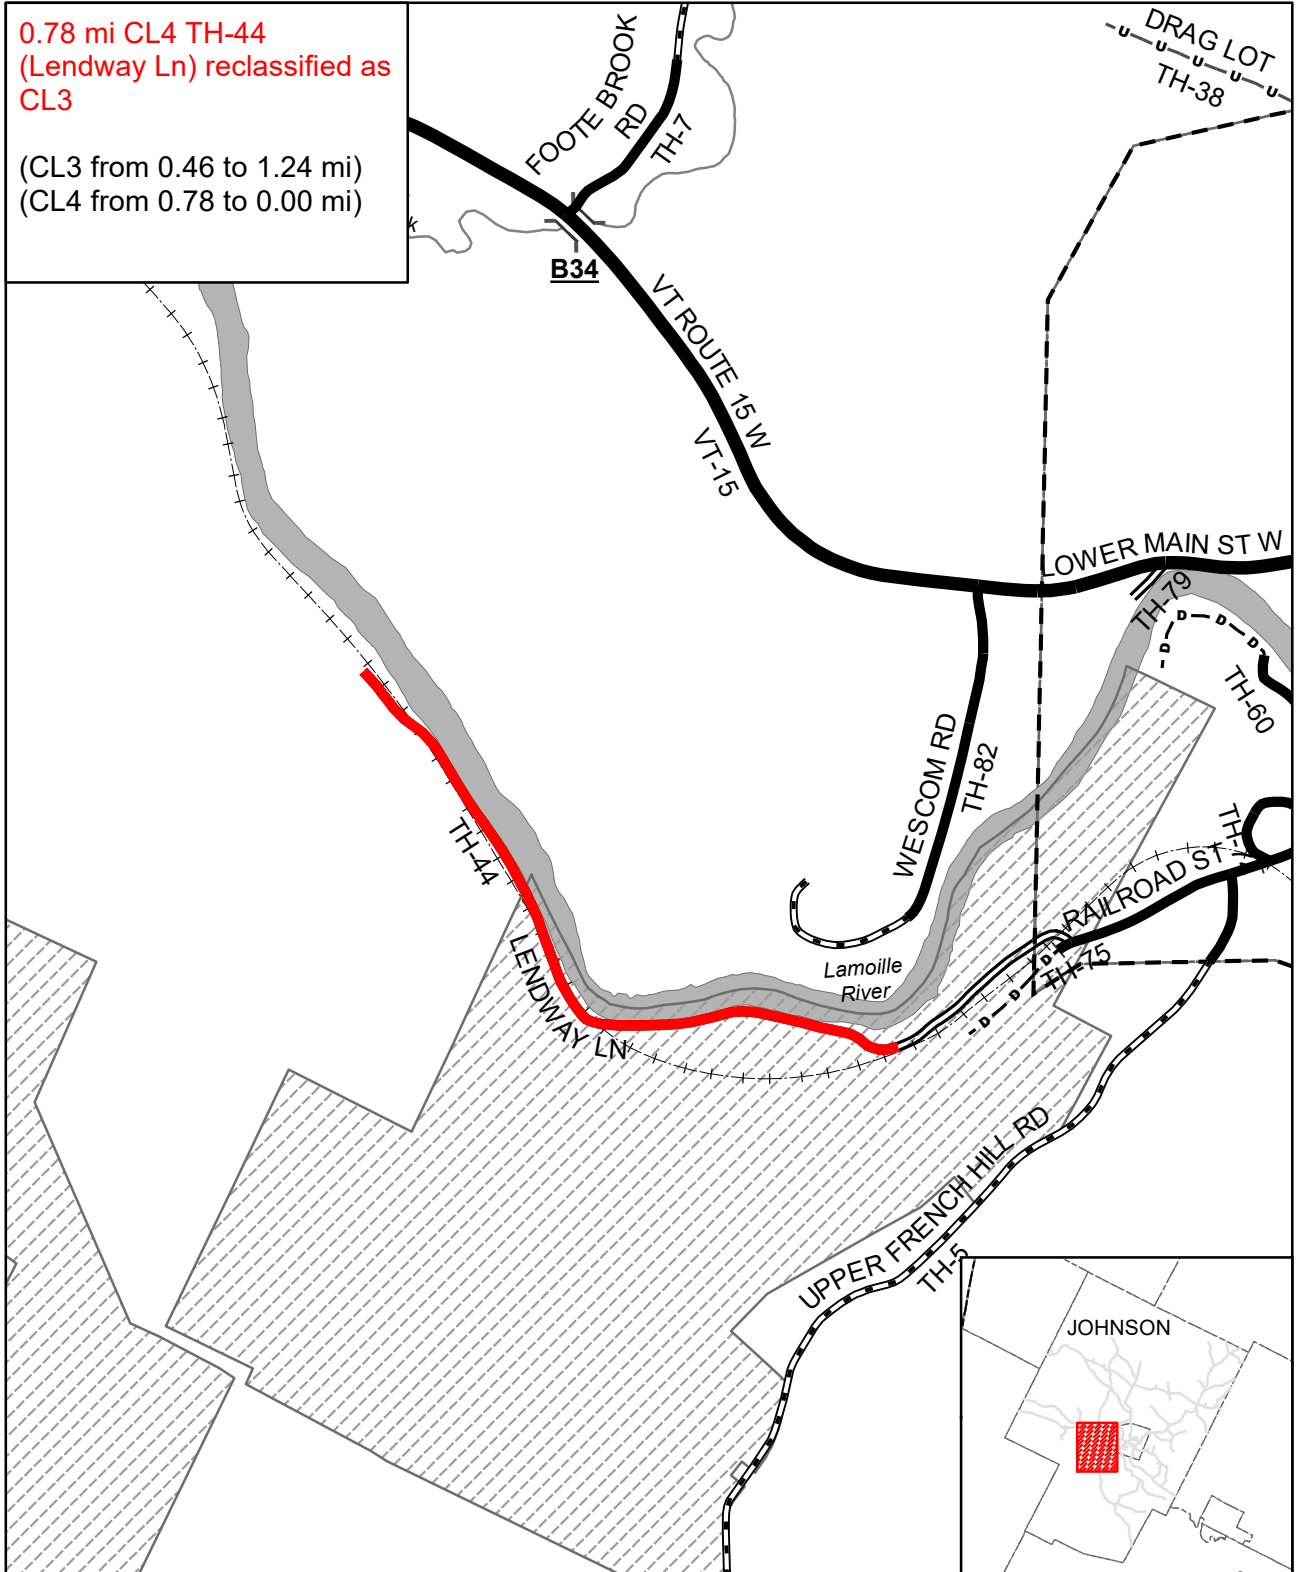 0.78 mi CL4 TH-44
(Lendway Ln) reclassified as
CL3
(CL3 from 0.46 to 1.24 mi)
(CL4 from 0.78 to 0.00 mi)
DRAG LOT
TH-38
U U U U U
FOOTE BROOK
RD
TH-7
k
B34
VT ROUTE 15 W
VT-15
LOWER MAIN ST W
TH-79
D D D D
TH-60
WESCOM RD
TH-82
TH-44
LENDWAY LN
Lamoille
River
RAILROAD ST
TH-
TH-75
D D D
UPPER FRENCH HILL RD
TH-5
JOHNSON